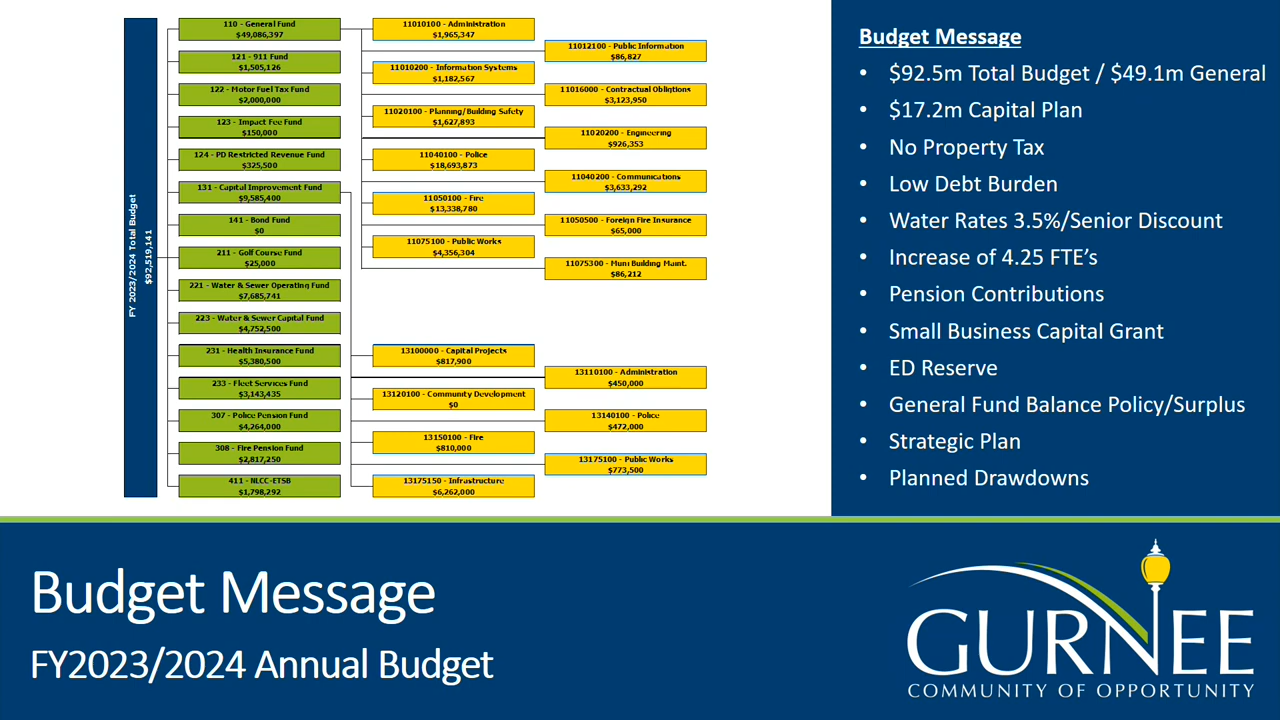 FY 2023/2024 Total Budget
$92,519,141
110 - General Fund
$49,086,397
121 - 911 Fund
$1,505,126
122 - Motor Fuel Tax Fund
$2,000,000
123 - Impact Fee Fund
$150,000
124 - PD Restricted Revenue Fund
$325,500
131 - Capital Improvement Fund
$9,585,400
141 - Bond Fund
$0
211 - Golf Course Fund
$25,000
221 - Water & Sewer Operating Fund
$7,685,741
223 - Water & Sewer Capital Fund
$4,752,500
231 - Health Insurance Fund
$5,380,500
233 - Fleet Services Fund
$3,143,435
307 - Police Pension Fund
$4,264,000
308 - Fire Pension Fund
$2,817,250
411 - NLCC-ETSB
$1,798,292
11010100 - Administration
$1,965,347
11012100 - Public Information
$86,827
11010200 - Information Systems
$1,182,567
11016000 - Contractual Obligtions
$3,123,950
11020100 - Planning/Building Safety
$1,627,893
11020200 - Engineering
$926,353
11040100 - Police
$18,693,873
11040200 - Communications
$3,633,292
11050100 - Fire
$13,338,780
11050500 - Foreign Fire Insurance
$65,000
11075100 - Public Works
$4,356,304
11075300 - Muni Building Maint.
$86,212
13100000 - Capital Projects
$817,900
13110100 - Administration
$450,000
13120100 - Community Development
$0
13140100 - Police
$472,000
13150100 - Fire
$810,000
13175100 - Public Works
$773,500
13175150 - Infrastructure
$6,262,000
Budget Message
• $92.5m Total Budget / $49.1m General
• $17.2m Capital Plan
• No Property Tax
• Low Debt Burden
• Water Rates 3.5%/Senior Discount
• Increase of 4.25 FTE’s
• Pension Contributions
• Small Business Capital Grant
• ED Reserve
• General Fund Balance Policy/Surplus
• Strategic Plan
• Planned Drawdowns
Budget Message
FY2023/2024 Annual Budget
GURNEE
COMMUNITY OF OPPORTUNITY